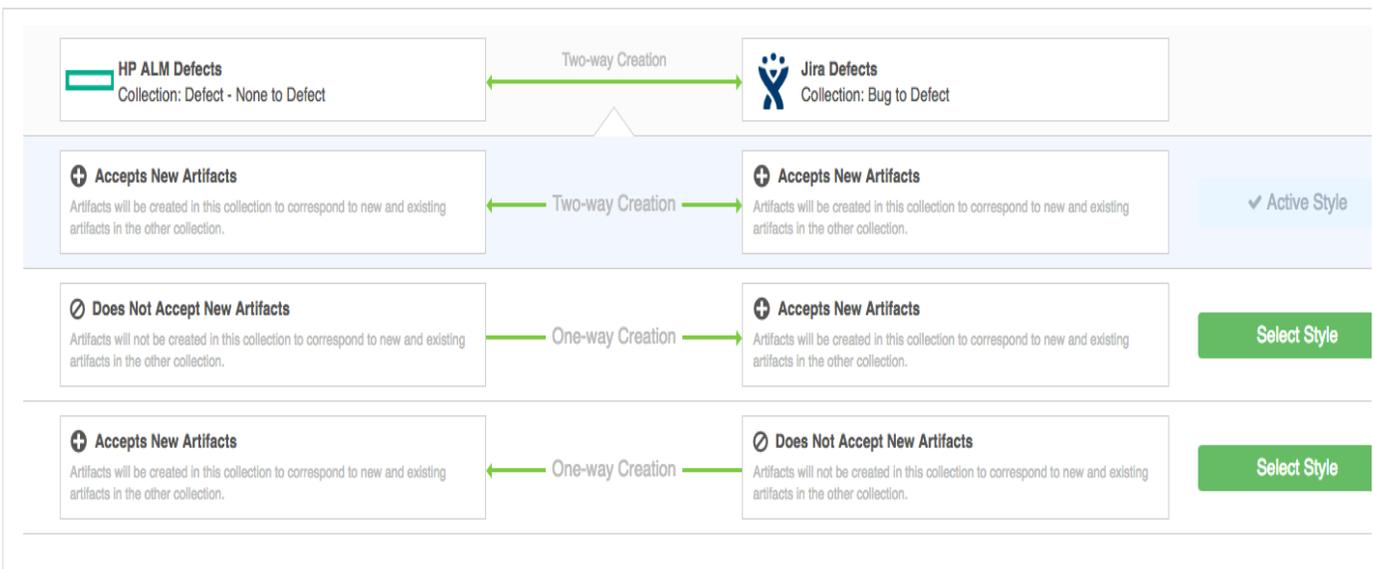 HP ALM Defects
Collection: Defect - None to Defect
Two-way Creation
Jira Defects
Collection: Bug to Defect
Accepts New Artifacts
Artifacts will be created in this collection to correspond to new and existing
artifacts in the other collection.
Two-way Creation
Accepts New Artifacts
Artifacts will be created in this collection to correspond to new and existing
artifacts in the other collection.
Active Style
Does Not Accept New Artifacts
Artifacts will not be created in this collection to correspond to new and existing
artifacts in the other collection.
One-way Creation
Accepts New Artifacts
Artifacts will be created in this collection to correspond to new and existing
artifacts in the other collection.
Select Style
Accepts New Artifacts
Artifacts will be created in this collection to correspond to new and existing
artifacts in the other collection.
One-way Creation
Does Not Accept New Artifacts
Artifacts will not be created in this collection to correspond to new and existing
artifacts in the other collection.
Select Style